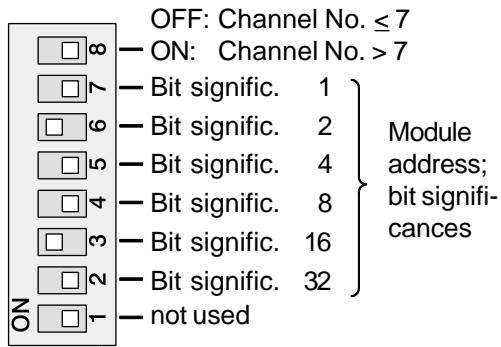 OFF: Channel No. ≤ 7
8 ON: Channel No. > 7
7 Bit signific. 1
6 Bit signific. 2
5 Bit signific. 4
4 Bit signific. 8
3 Bit signific. 16
2 Bit signific. 32
1 not used
ON
Module
address;
bit signifi-
cances